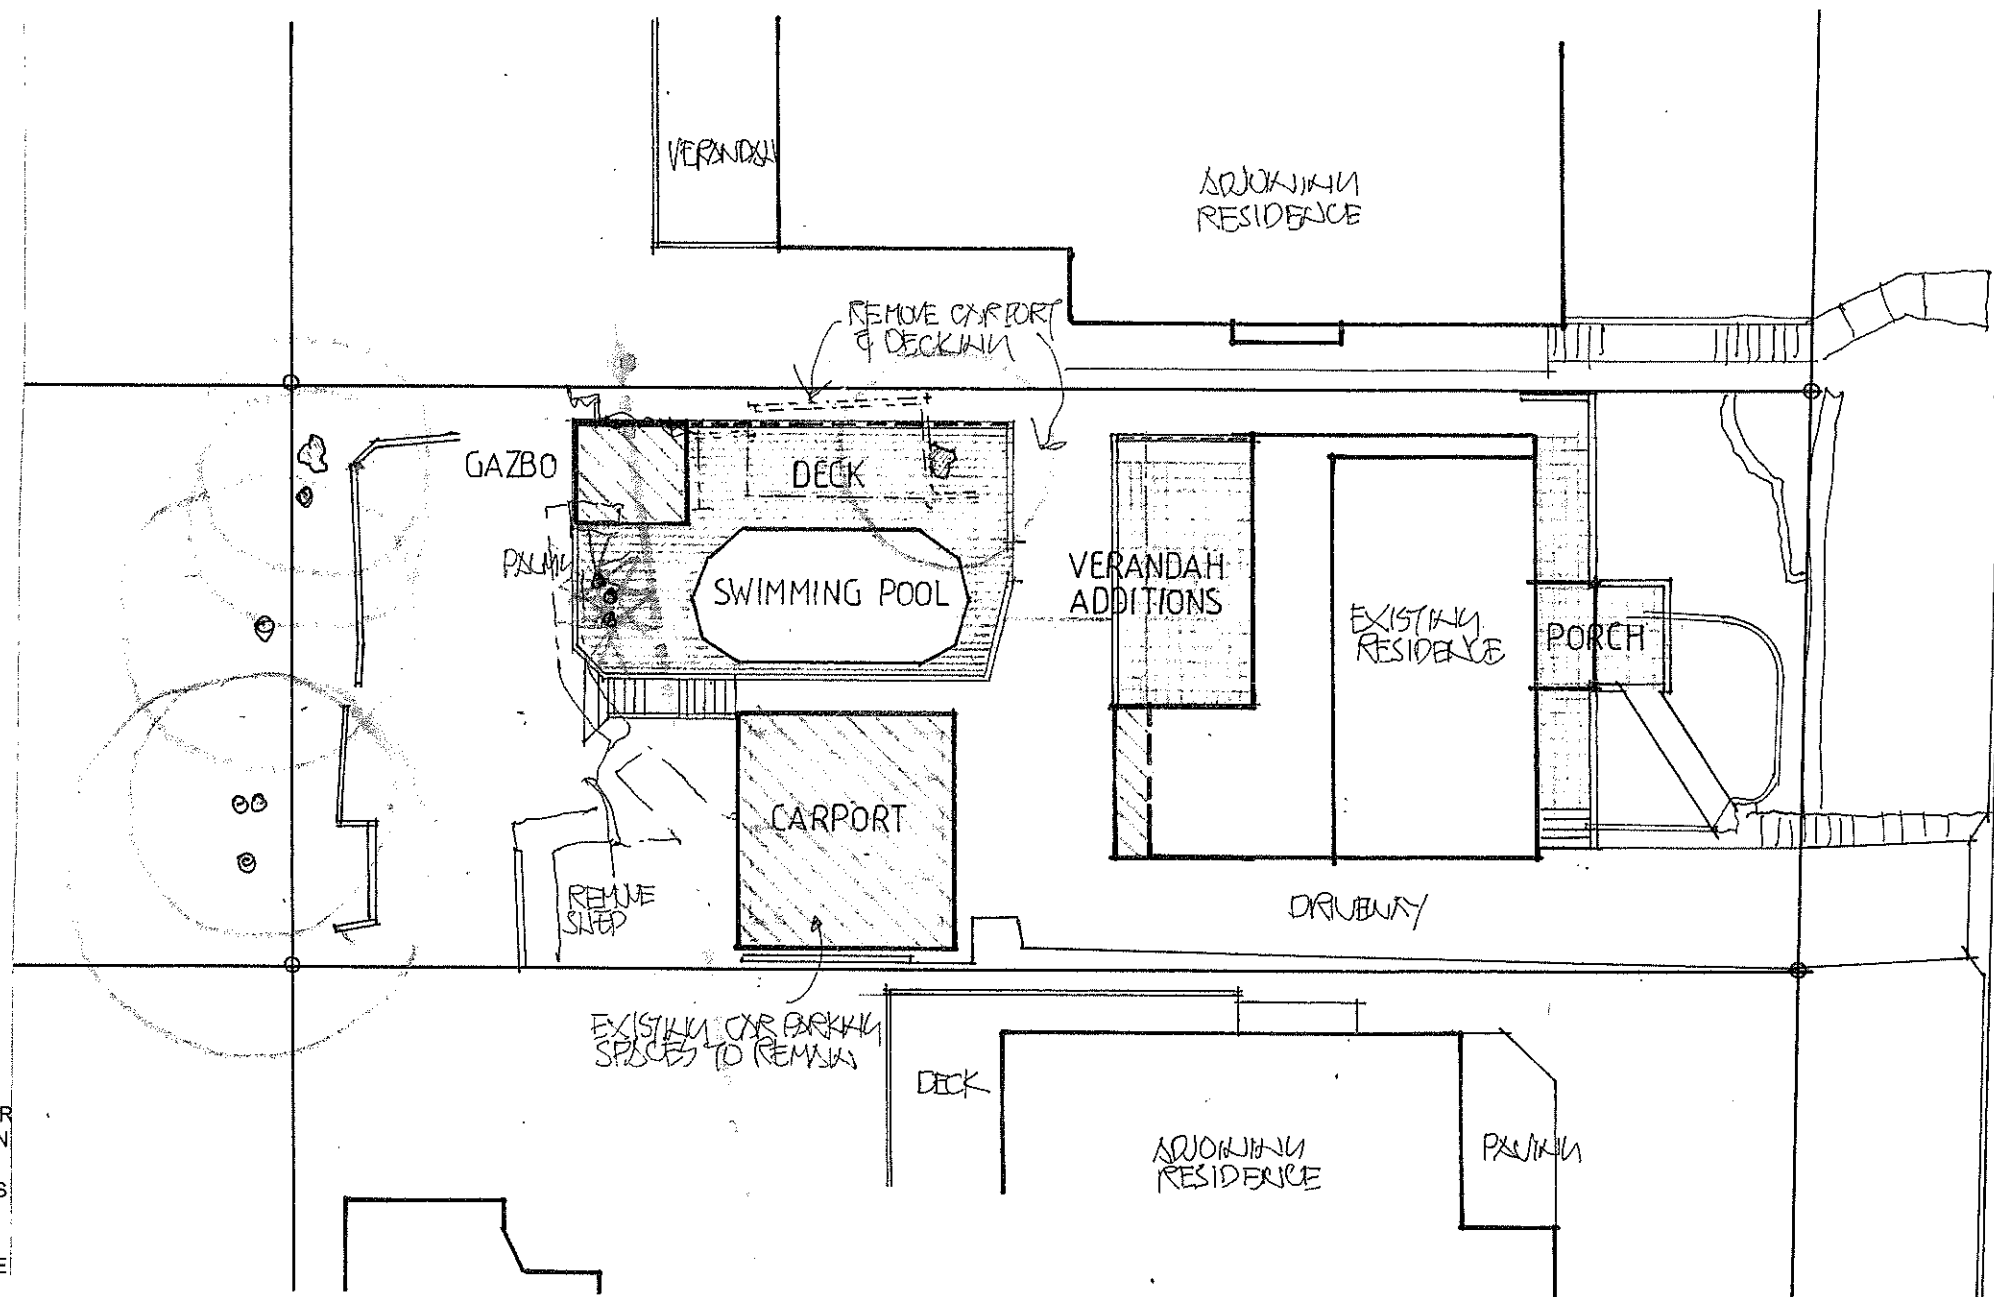 VERANDAH
ADJOINING
RESIDENCE
REMOVE CARPORT
& DECKING
GAZBO
DECK
PALM
SWIMMING POOL
VERANDAH
ADDITIONS
EXISTING
RESIDENCE
PORCH
CARPORT
REMOVE
SHED
DRIVEWAY
EXISTING CAR PARKING
SPACES TO REMAIN
DECK
ADJOINING
RESIDENCE
PAVING
R
N
S
E